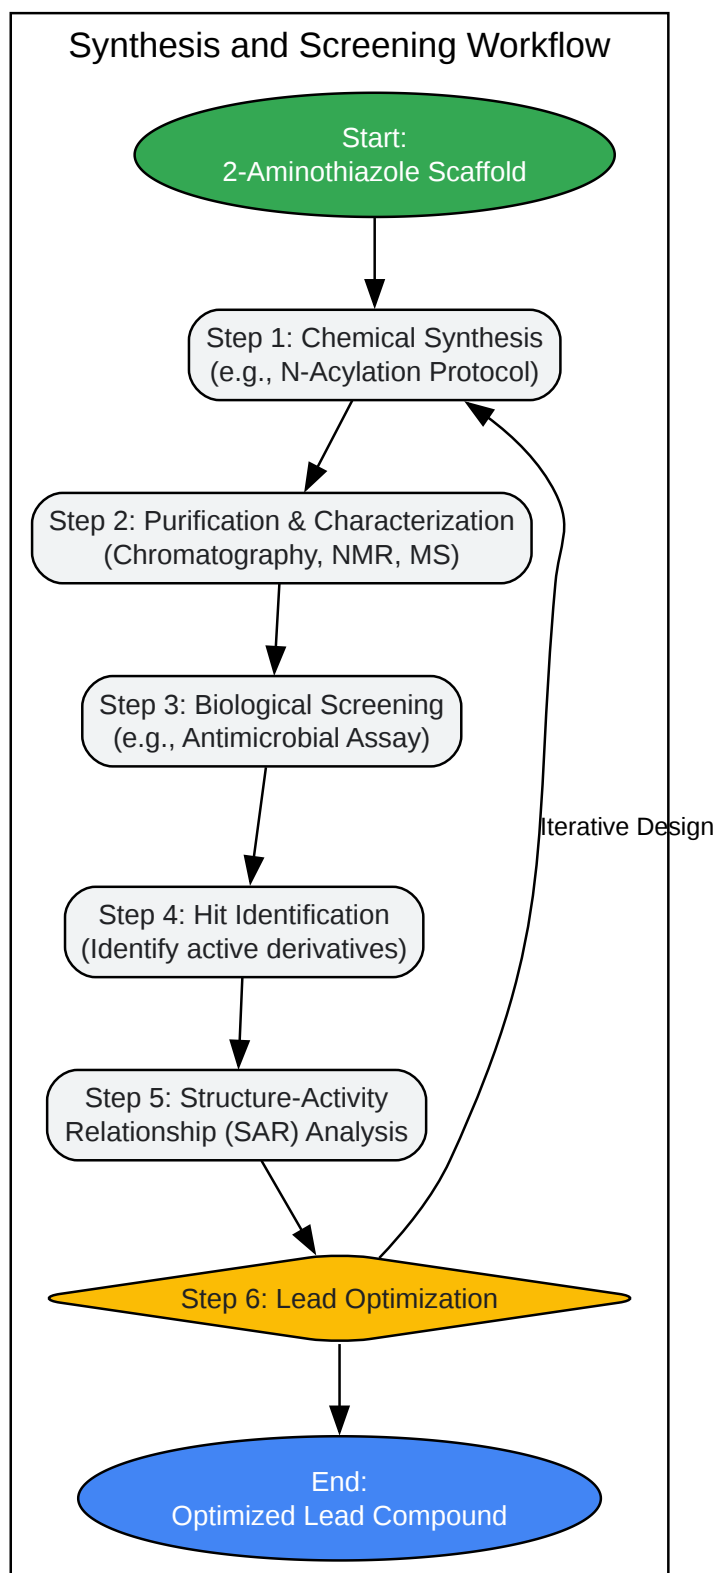 Synthesis and Screening Workflow
Start:
2-Aminothiazole Scaffold
Step 1: Chemical Synthesis
(e.g., N-Acylation Protocol)
Step 2: Purification & Characterization
(Chromatography, NMR, MS)
Step 3: Biological Screening
(e.g., Antimicrobial Assay)
Iterative Design
Step 4: Hit Identification
(Identify active derivatives)
Step 5: Structure-Activity
Relationship (SAR) Analysis
Step 6: Lead Optimization
End:
Optimized Lead Compound